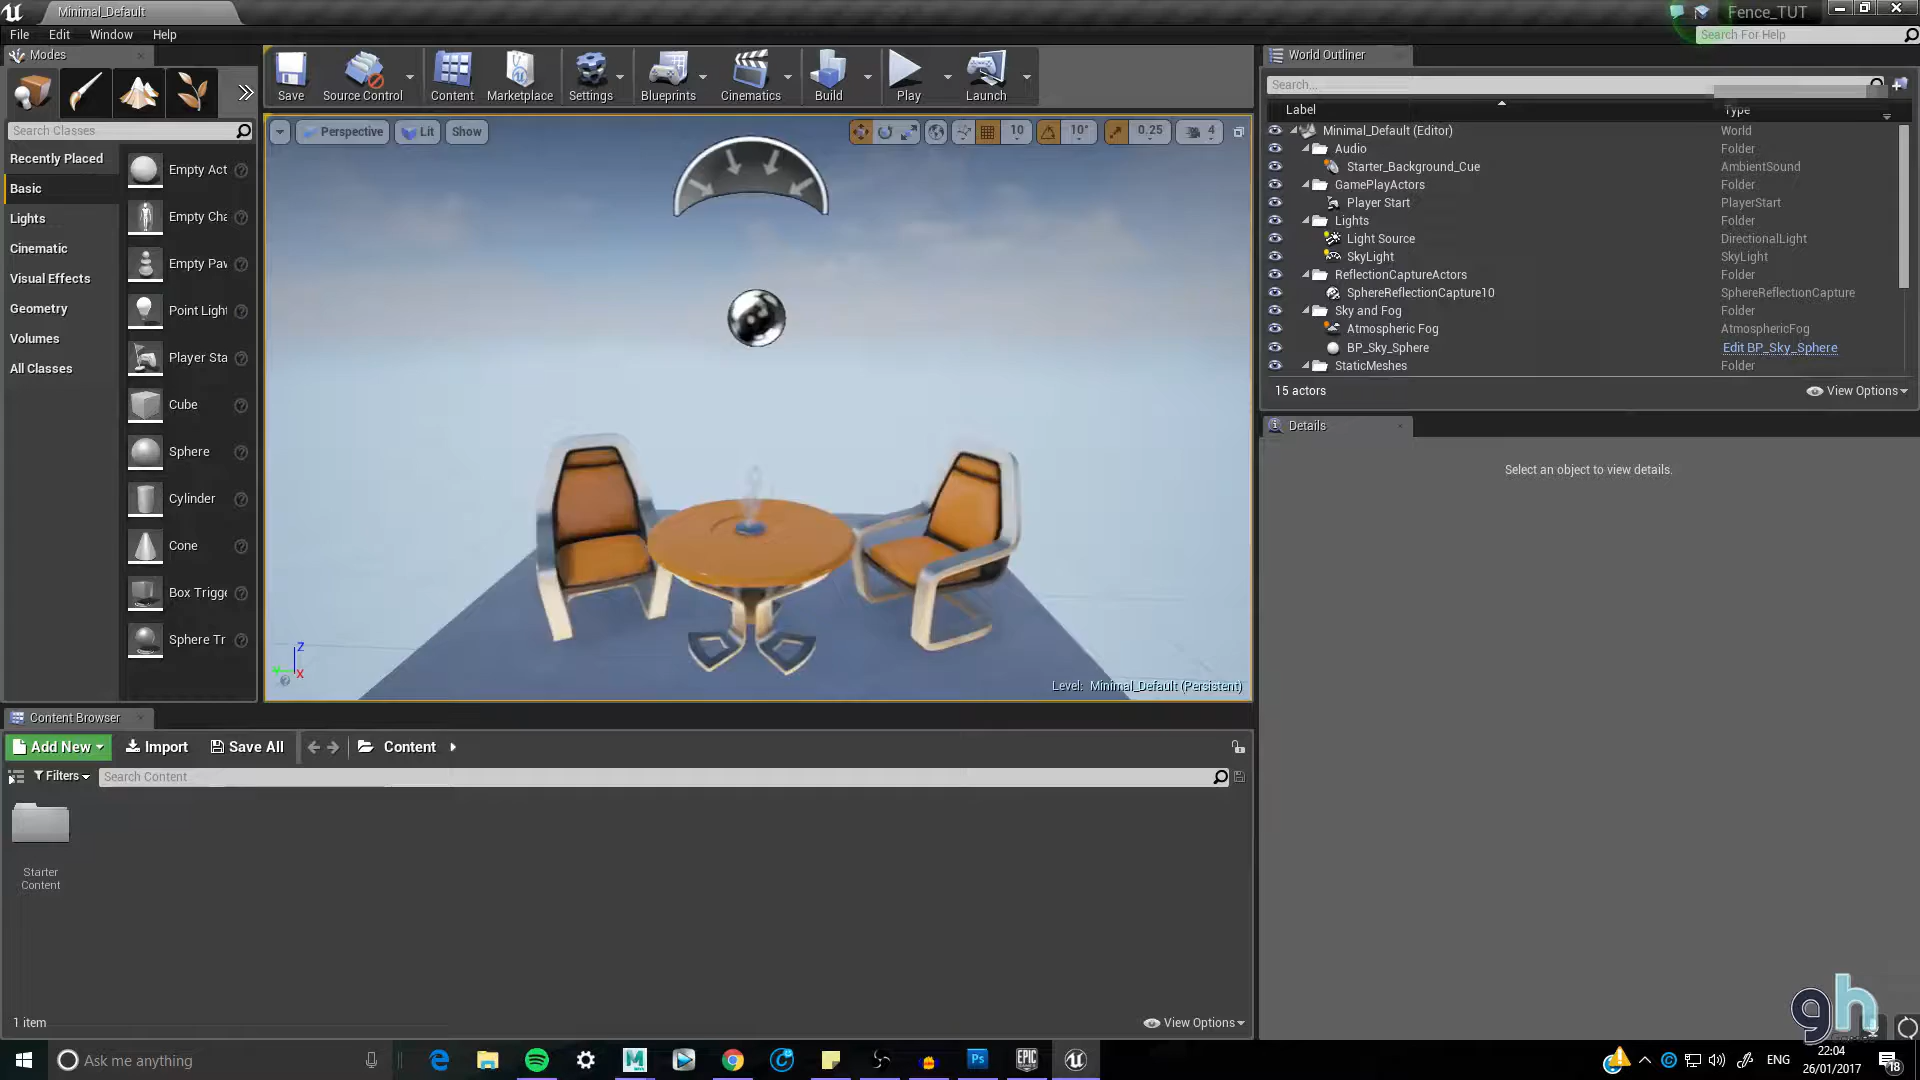 Minimal_Default
Fence_TUT
File Edit Window Help
Search For Help
Modes
World Outliner
Save Source Control Content Marketplace Settings Blueprints Cinematics Build Play Launch
Search...
Label Type
Search Classes
Perspective Lit Show 10 10° 0.25 4
Recently Placed
Basic
Lights
Cinematic
Visual Effects
Geometry
Volumes
All Classes
Empty Act
Empty Cha
Empty Paw
Point Light
Player Sta
Cube
Sphere
Cylinder
Cone
Box Trigge
Sphere Tr
Minimal_Default (Editor) World
Audio Folder
Starter_Background_Cue AmbientSound
GamePlayActors Folder
Player Start PlayerStart
Lights Folder
Light Source DirectionalLight
SkyLight SkyLight
ReflectionCaptureActors Folder
SphereReflectionCapture10 SphereReflectionCapture
Sky and Fog Folder
Atmospheric Fog AtmosphericFog
BP_Sky_Sphere Edit BP_Sky_Sphere
StaticMeshes Folder
15 actors View Options
Details
Select an object to view details.
Z
Y
X
Level: Minimal_Default (Persistent)
Content Browser
Add New Import Save All Content
Filters Search Content
Starter
Content
1 item View Options
gh
Ask me anything
ENG
22:04
26/01/2017
18